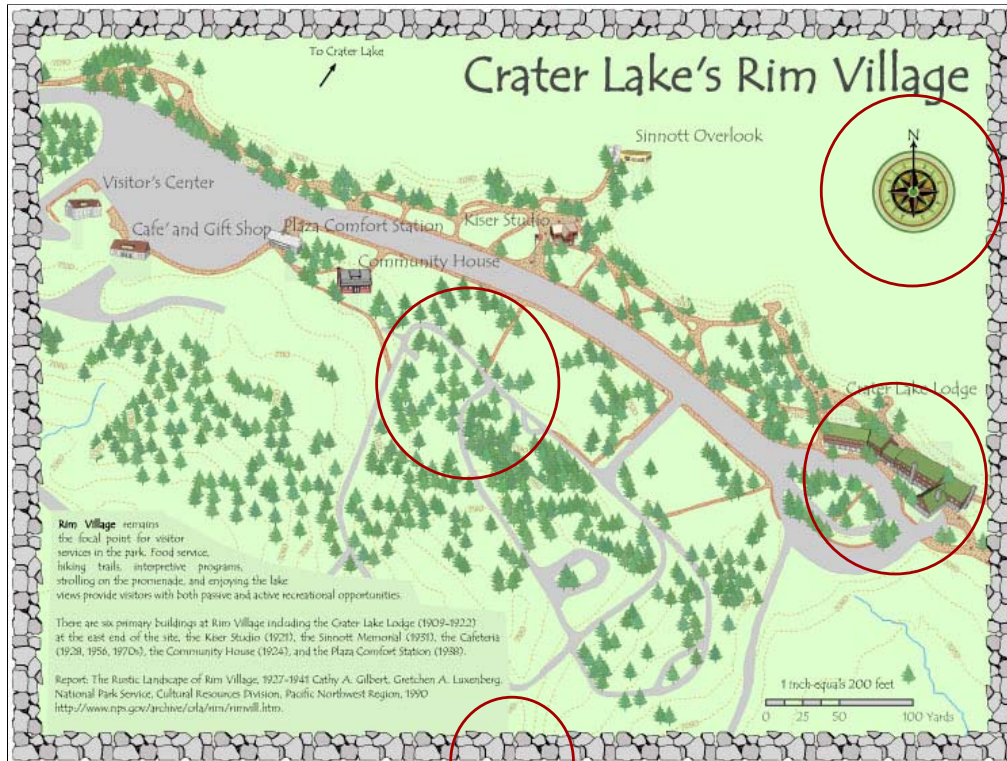 To Crater Lake
Crater Lake's Rim Village
N
Sinnott Overlook
Visitor's Center
Kiser Studio
Cafe' and Gift Shop
Plaza Comfort Station
Community House
Crater Lake Lodge
Rim Village remains
the focal point for visitor
services in the park. Food service,
hiking trails, interpretive programs,
strolling on the promenade, and enjoying the lake
views provide visitors with both passive and active recreational opportunities.
There are six primary buildings at Rim Village including the Crater Lake Lodge (1909-1922)
at the east end of the site, the Kiser Studio (1921), the Sinnott Memorial (1931), the Cafeteria
(1928, 1956, 1970s), the Community House (1924), and the Plaza Comfort Station (1938).
Report: The Rustic Landscape of Rim Village, 1927-1941 Cathy A. Gilbert, Gretchen A. Luxenberg.
National Park Service, Cultural Resources Division, Pacific Northwest Region, 1990
http://www.nps.gov/archive/crla/rim/rimvill.htm.
1 inch equals 200 feet
0 25 50 100 Yards